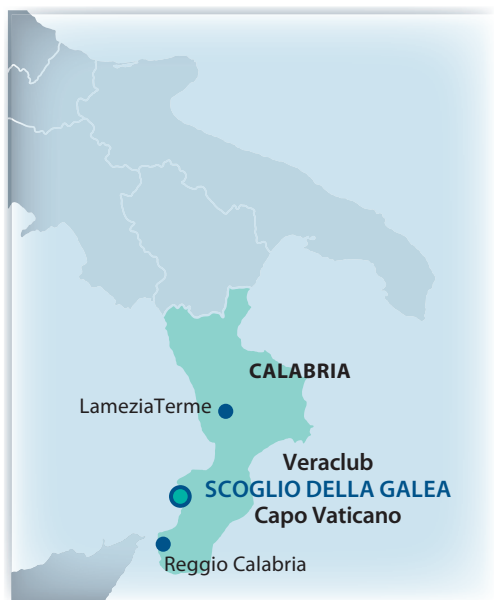 CALABRIA
LameziaTerme
Veraclub
SCOGLIO DELLA GALEA
Capo Vaticano
Reggio Calabria